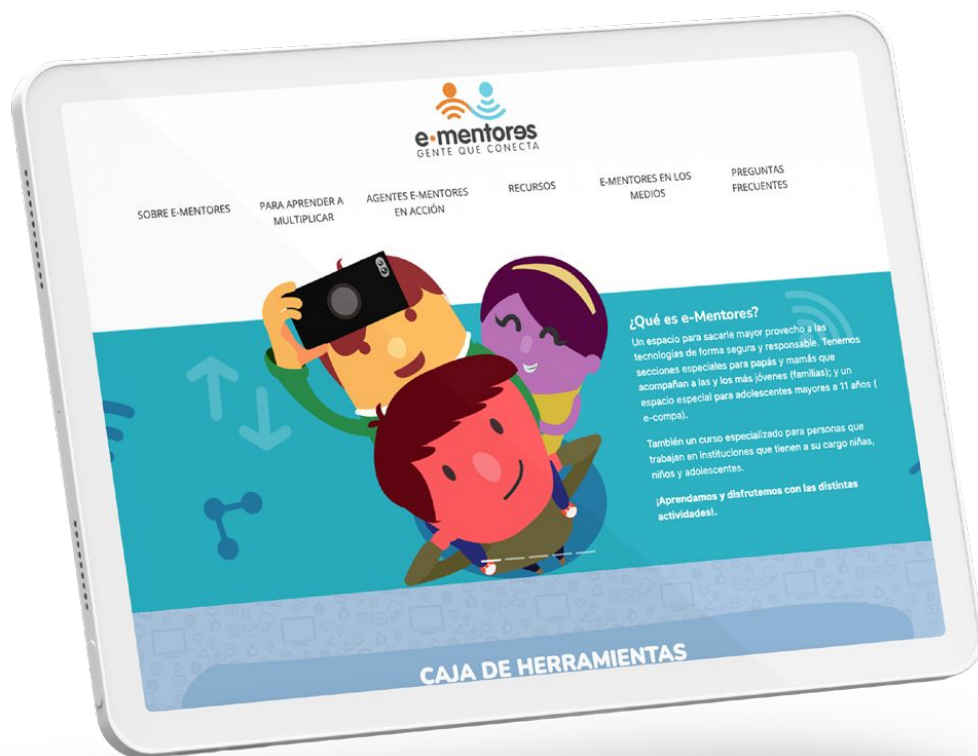 e·mentores
GENTE QUE CONECTA
SOBRE E-MENTORES
PARA APRENDER A
MULTIPLICAR
AGENTES E-MENTORES
EN ACCIÓN
RECURSOS
E-MENTORES EN LOS
MEDIOS
PREGUNTAS
FRECUENTES
¿Qué es e-Mentores?
Un espacio para sacarle mayor provecho a las
tecnologías de forma segura y responsable. Tenemos
secciones especiales para papás y mamás que
acompañan a las y los más jóvenes (familias); y un
espacio especial para adolescentes mayores a 11 años (
e-compa).
También un curso especializado para personas que
trabajan en instituciones que tienen a su cargo niñas,
niños y adolescentes.
¡Aprendamos y disfrutemos con las distintas
actividades!.
CAJA DE HERRAMIENTAS